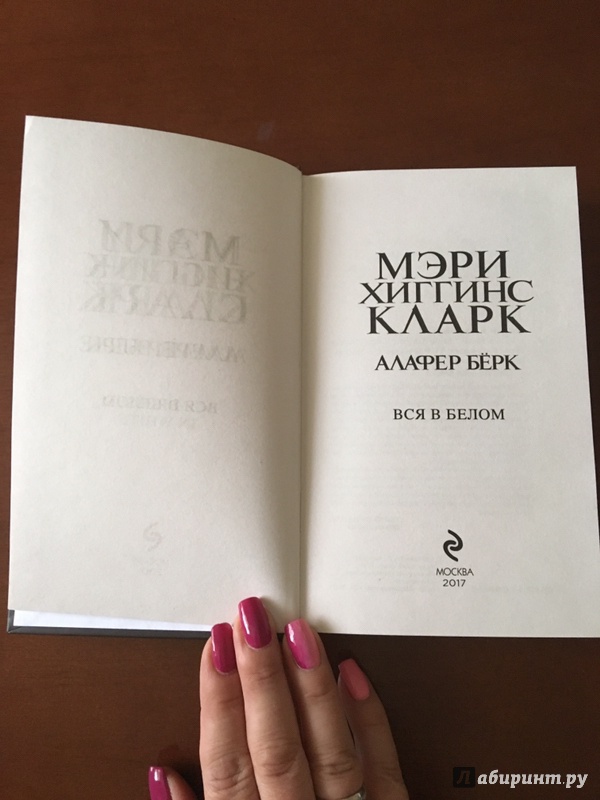 МЭРИ
ХИГГИНС
КЛАРК
АЛАФЕР БЁРК
ВСЯ В БЕЛОМ
МОСКВА
2017
Лабиринт.ру